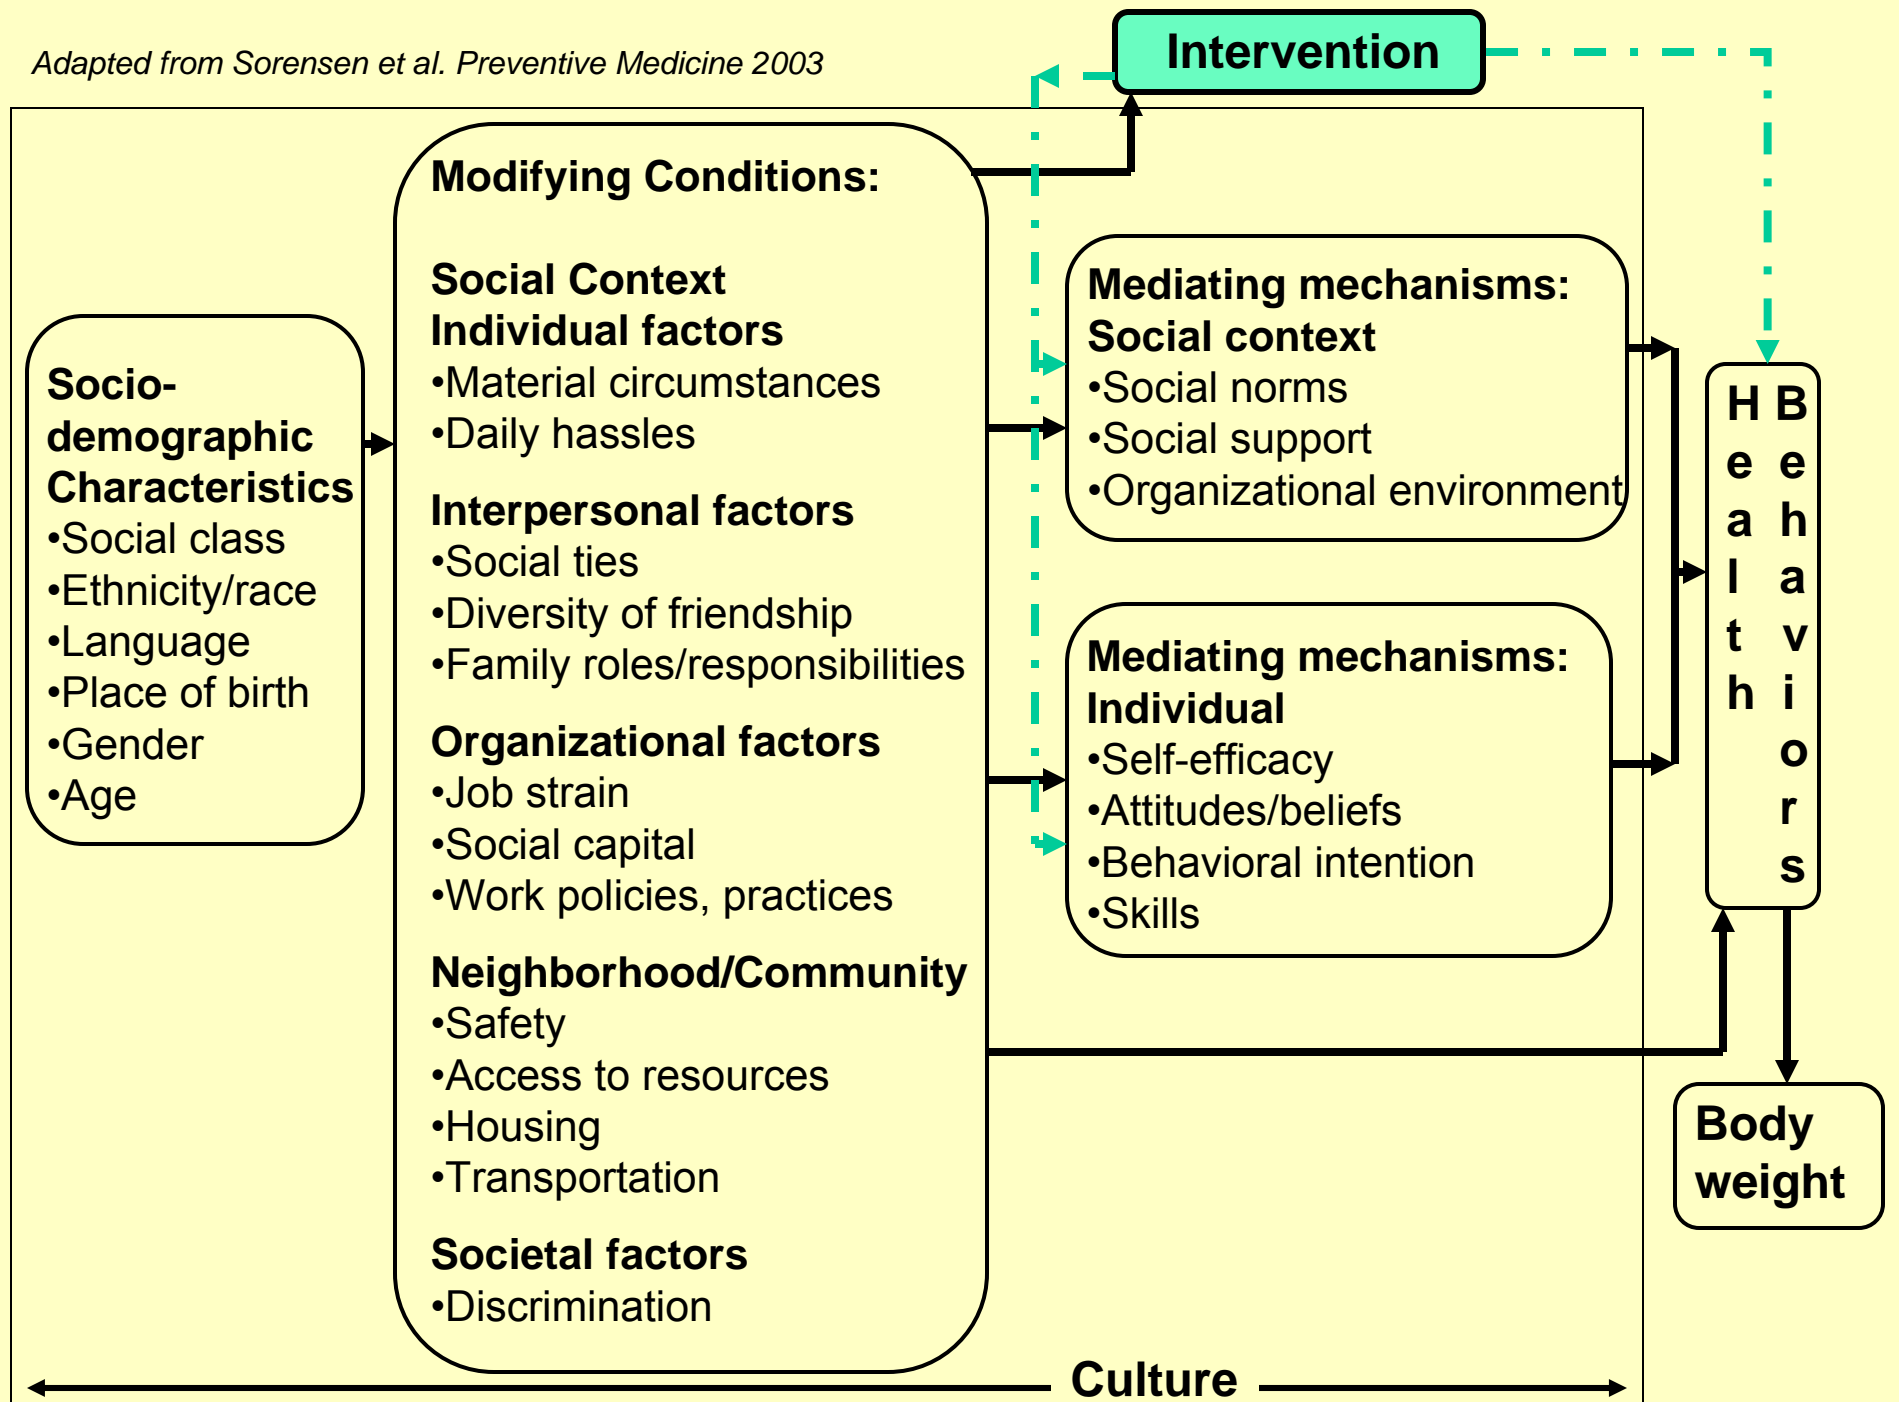 Adapted from Sorensen et al. Preventive Medicine 2003
Intervention
Socio-
demographic
Characteristics
•Social class
•Ethnicity/race
•Language
•Place of birth
•Gender
•Age
Modifying Conditions:
Social Context
Individual factors
•Material circumstances
•Daily hassles
Interpersonal factors
•Social ties
•Diversity of friendship
•Family roles/responsibilities
Organizational factors
•Job strain
•Social capital
•Work policies, practices
Neighborhood/Community
•Safety
•Access to resources
•Housing
•Transportation
Societal factors
•Discrimination
Mediating mechanisms:
Social context
•Social norms
•Social support
•Organizational environment
Mediating mechanisms:
Individual
•Self-efficacy
•Attitudes/beliefs
•Behavioral intention
•Skills
Health
Behaviors
Body
weight
Culture